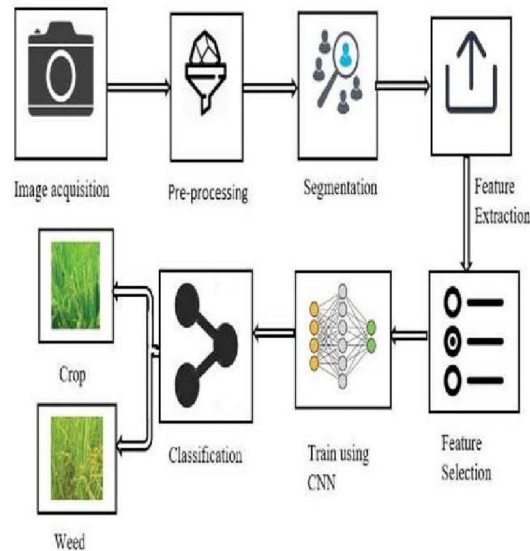 Image acquisition
Pre-processing
Segmentation
Feature
Extraction
Crop
Classification
Train using
CNN
Feature
Selection
Weed